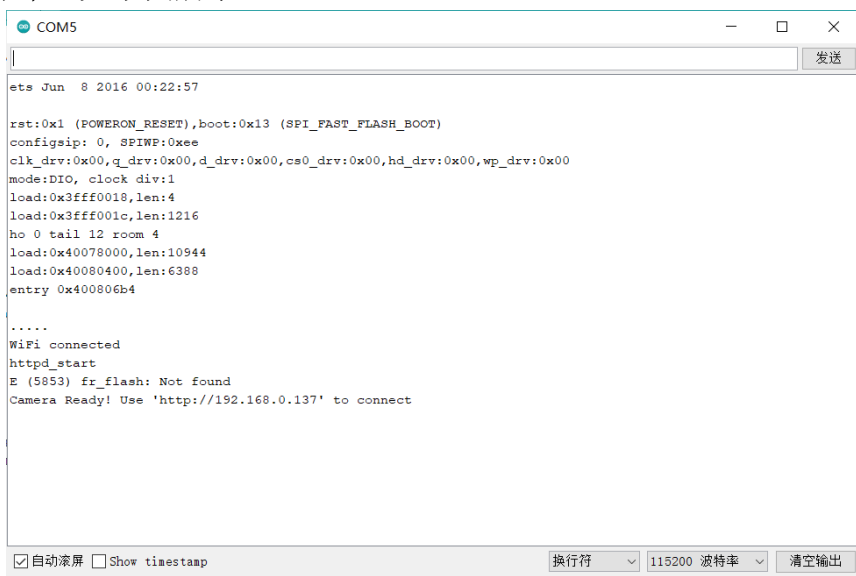 COM5
发送
ets Jun  8 2016 00:22:57
rst:0x1 (POWERON_RESET),boot:0x13 (SPI_FAST_FLASH_BOOT)
configsip: 0, SPIWP:0xee
clk_drv:0x00,q_drv:0x00,d_drv:0x00,cs0_drv:0x00,hd_drv:0x00,wp_drv:0x00
mode:DIO, clock div:1
load:0x3fff0018,len:4
load:0x3fff001c,len:1216
ho 0 tail 12 room 4
load:0x40078000,len:10944
load:0x40080400,len:6388
entry 0x400806b4
.....
WiFi connected
httpd_start
E (5853) fr_flash: Not found
Camera Ready! Use 'http://192.168.0.137' to connect
自动滚屏 Show timestamp 换行符 115200 波特率 清空输出